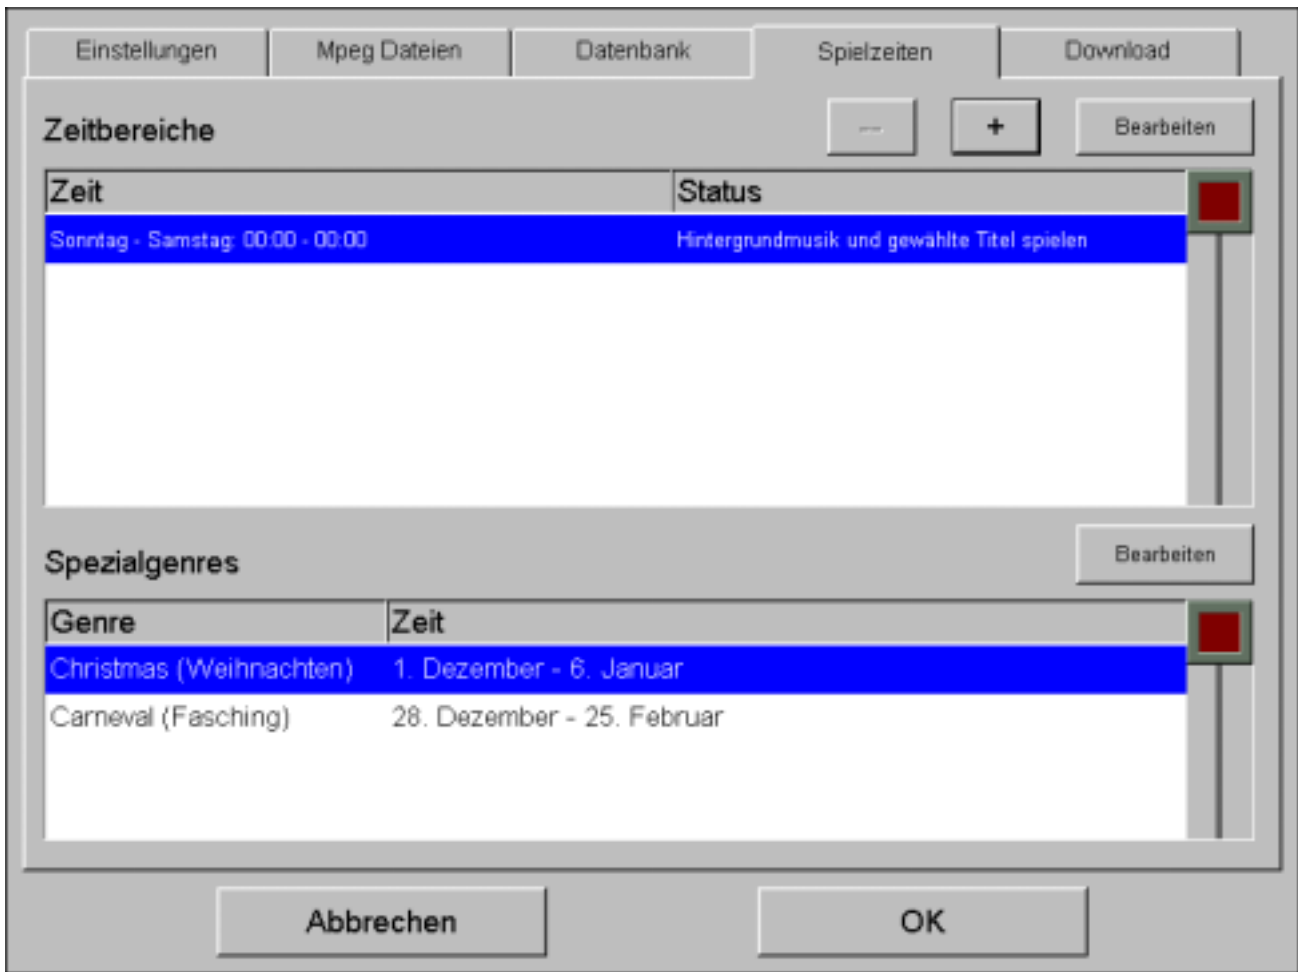 Einstellungen Mpeg Dateien Datenbank Spielzeiten Download
Zeitbereiche -- + Bearbeiten
Zeit Status
Sonntag - Samstag: 00:00 - 00:00 Hintergrundmusik und gewählte Titel spielen
Spezialgenres Bearbeiten
Genre Zeit
Christmas (Weihnachten) 1. Dezember - 6. Januar
Carneval (Fasching) 28. Dezember - 25. Februar
Abbrechen OK